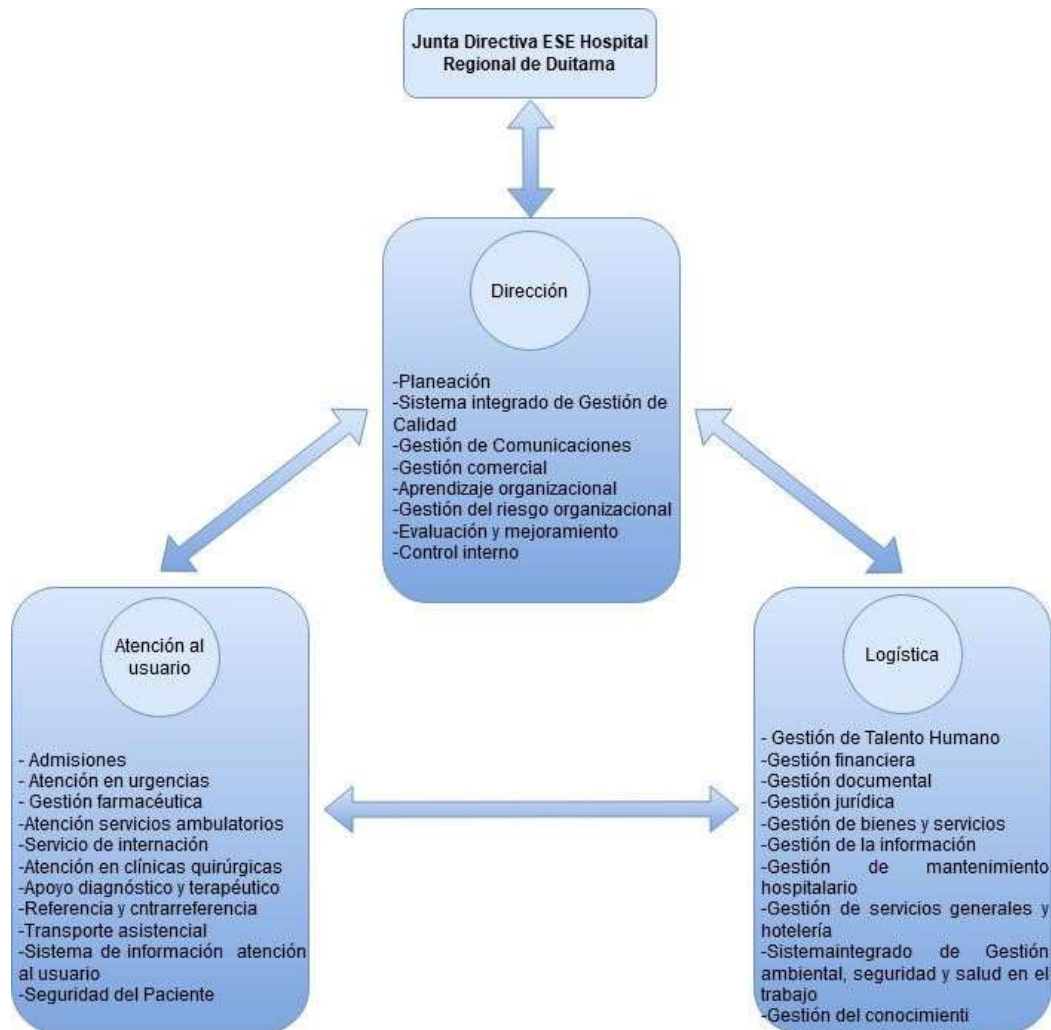 Junta Directiva ESE Hospital
Regional de Duitama
Dirección
-Planeación
-Sistema integrado de Gestión de
Calidad
-Gestión de Comunicaciones
-Gestión comercial
-Aprendizaje organizacional
-Gestión del riesgo organizacional
-Evaluación y mejoramiento
-Control interno
Atención al
usuario
- Admisiones
- Atención en urgencias
- Gestión farmacéutica
-Atención servicios ambulatorios
-Servicio de internación
-Atención en clínicas quirúrgicas
-Apoyo diagnóstico y terapéutico
-Referencia y cntrarreferencia
-Transporte asistencial
-Sistema de información atención
al usuario
-Seguridad del Paciente
Logística
- Gestión de Talento Humano
-Gestión financiera
-Gestión documental
-Gestión jurídica
-Gestión de bienes y servicios
-Gestión de la información
-Gestión de mantenimiento
hospitalario
-Gestión de servicios generales y
hotelería
-Sistemaintegrado de Gestión
ambiental, seguridad y salud en el
trabajo
-Gestión del conocimienti